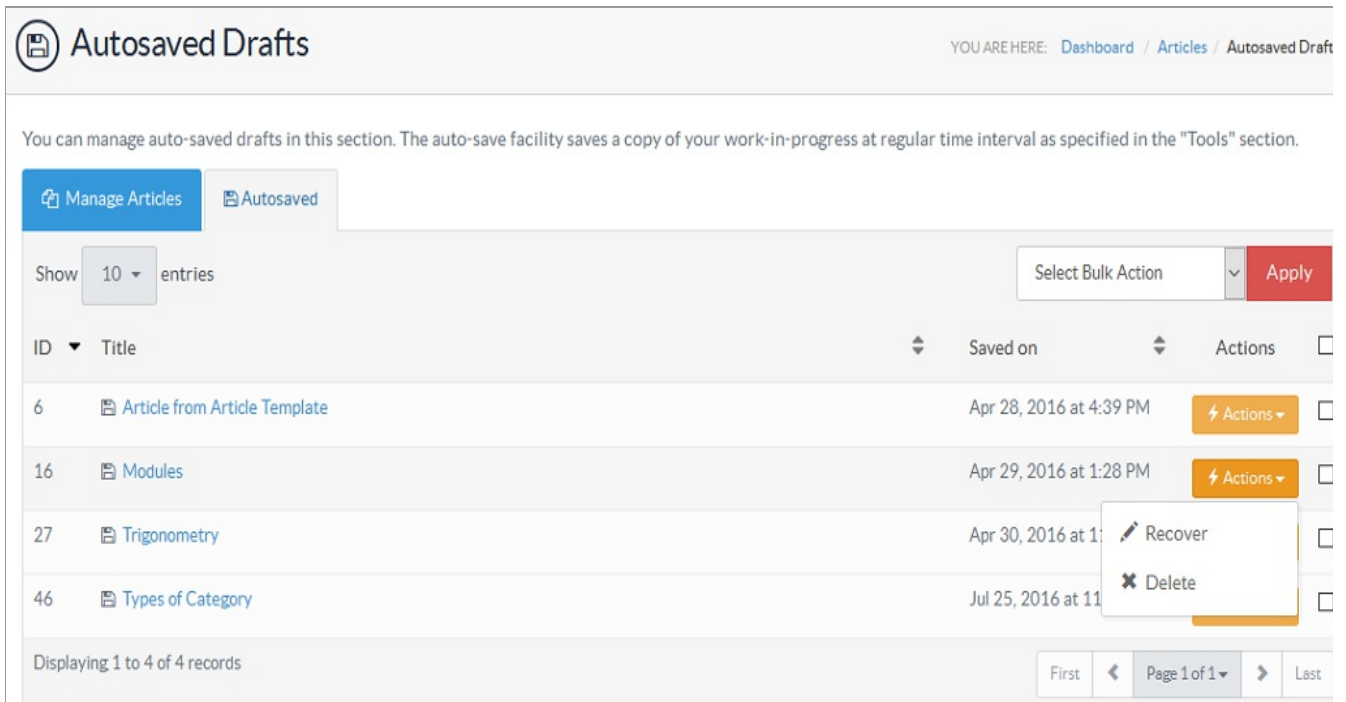 Autosaved Drafts
YOU ARE HERE: Dashboard / Articles / Autosaved Draft
You can manage auto-saved drafts in this section. The auto-save facility saves a copy of your work-in-progress at regular time interval as specified in the "Tools" section.
Manage Articles Autosaved
Show 10 entries Select Bulk Action Apply
ID Title Saved on Actions
6 Article from Article Template Apr 28, 2016 at 4:39 PM Actions
16 Modules Apr 29, 2016 at 1:28 PM Actions
27 Trigonometry Apr 30, 2016 at 11
Recover
46 Types of Category Jul 25, 2016 at 11
Delete
Displaying 1 to 4 of 4 records First Page 1 of 1 Last